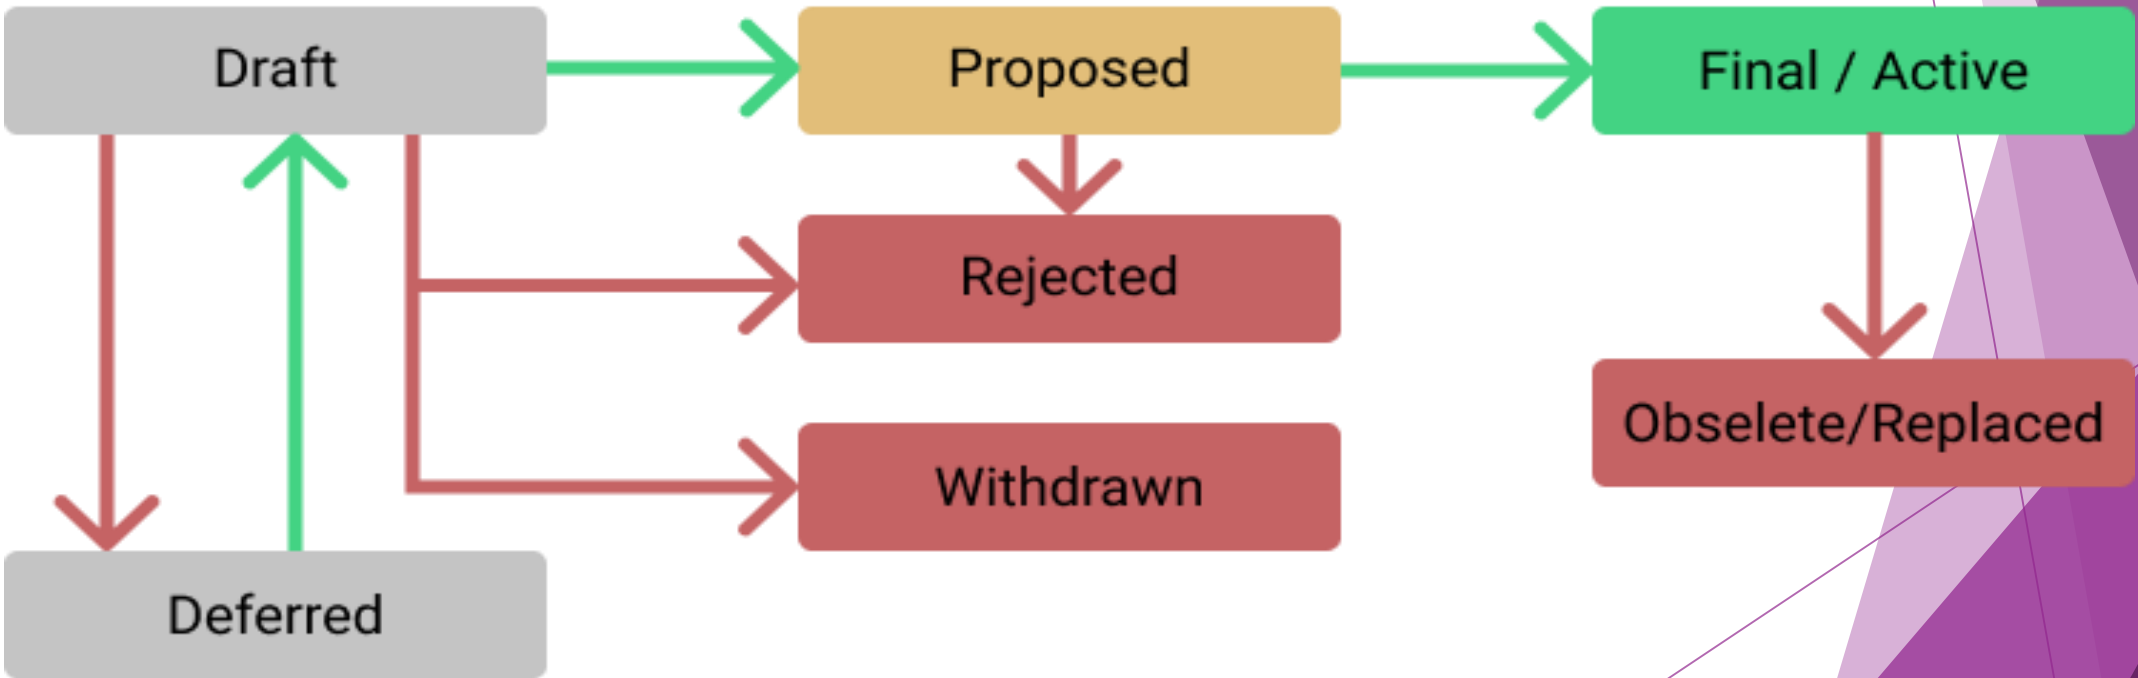 Draft
Proposed
Final / Active
Rejected
Obselete/Replaced
Withdrawn
Deferred